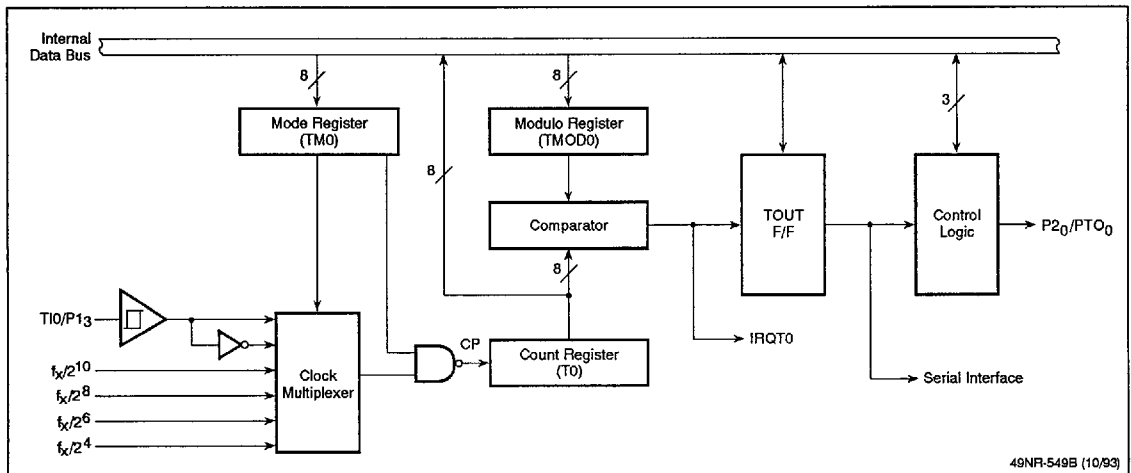 Internal
Data Bus
8
8
3
Mode Register
(TM0)
Modulo Register
(TMOD0)
8
Comparator
TOUT
F/F
Control
Logic
P2₀/PTO₀
8
TI0/P1₃
Clock
Multiplexer
CP
Count Register
(T0)
IRQT0
fₓ/2¹⁰
fₓ/2⁸
fₓ/2⁶
fₓ/2⁴
Serial Interface
49NR-549B (10/93)